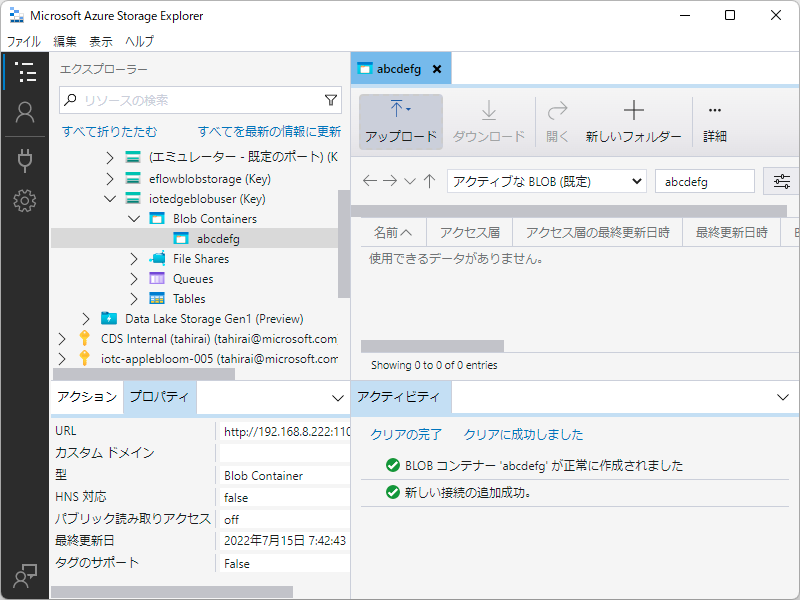 Microsoft Azure Storage Explorer
ファイル 編集 表示 ヘルプ
エクスプローラー
リソースの検索
すべて折りたたむ すべてを最新の情報に更新
(エミュレーター - 既定のポート) (K
eflowblobstorage (Key)
iotedgeblobuser (Key)
Blob Containers
abcdefg
File Shares
Queues
Tables
Data Lake Storage Gen1 (Preview)
CDS Internal (tahirai) (tahirai@microsoft.com
iotc-applebloom-005 (tahirai@microsoft.com
アクション プロパティ
URL http://192.168.8.222:110
カスタム ドメイン
型 Blob Container
HNS 対応 false
パブリック読み取りアクセス off
最終更新日 2022年7月15日 7:42:43
タグのサポート False
abcdefg
アップロード ダウンロード 開く 新しいフォルダー 詳細
アクティブな BLOB (既定) abcdefg
名前 アクセス層 アクセス層の最終更新日時 最終更新日時
使用できるデータがありません。
Showing 0 to 0 of 0 entries
アクティビティ
クリアの完了 クリアに成功しました
BLOB コンテナー 'abcdefg' が正常に作成されました
新しい接続の追加成功。